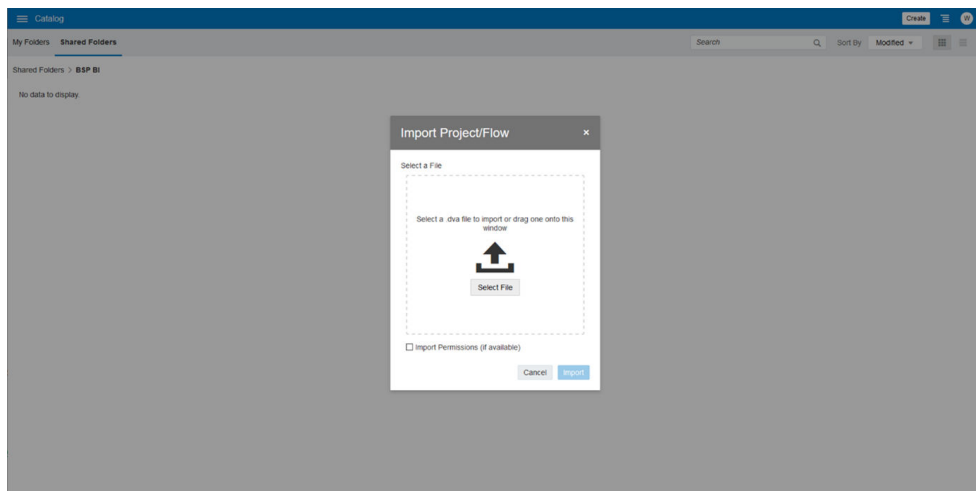 Catalog
Create
W
My Folders Shared Folders
Search
Sort By Modified
Shared Folders > BSP BI
No data to display.
Import Project/Flow
×
Select a File
Select a .dva file to import or drag one onto this
window
Select File
Import Permissions (if available)
Cancel Import